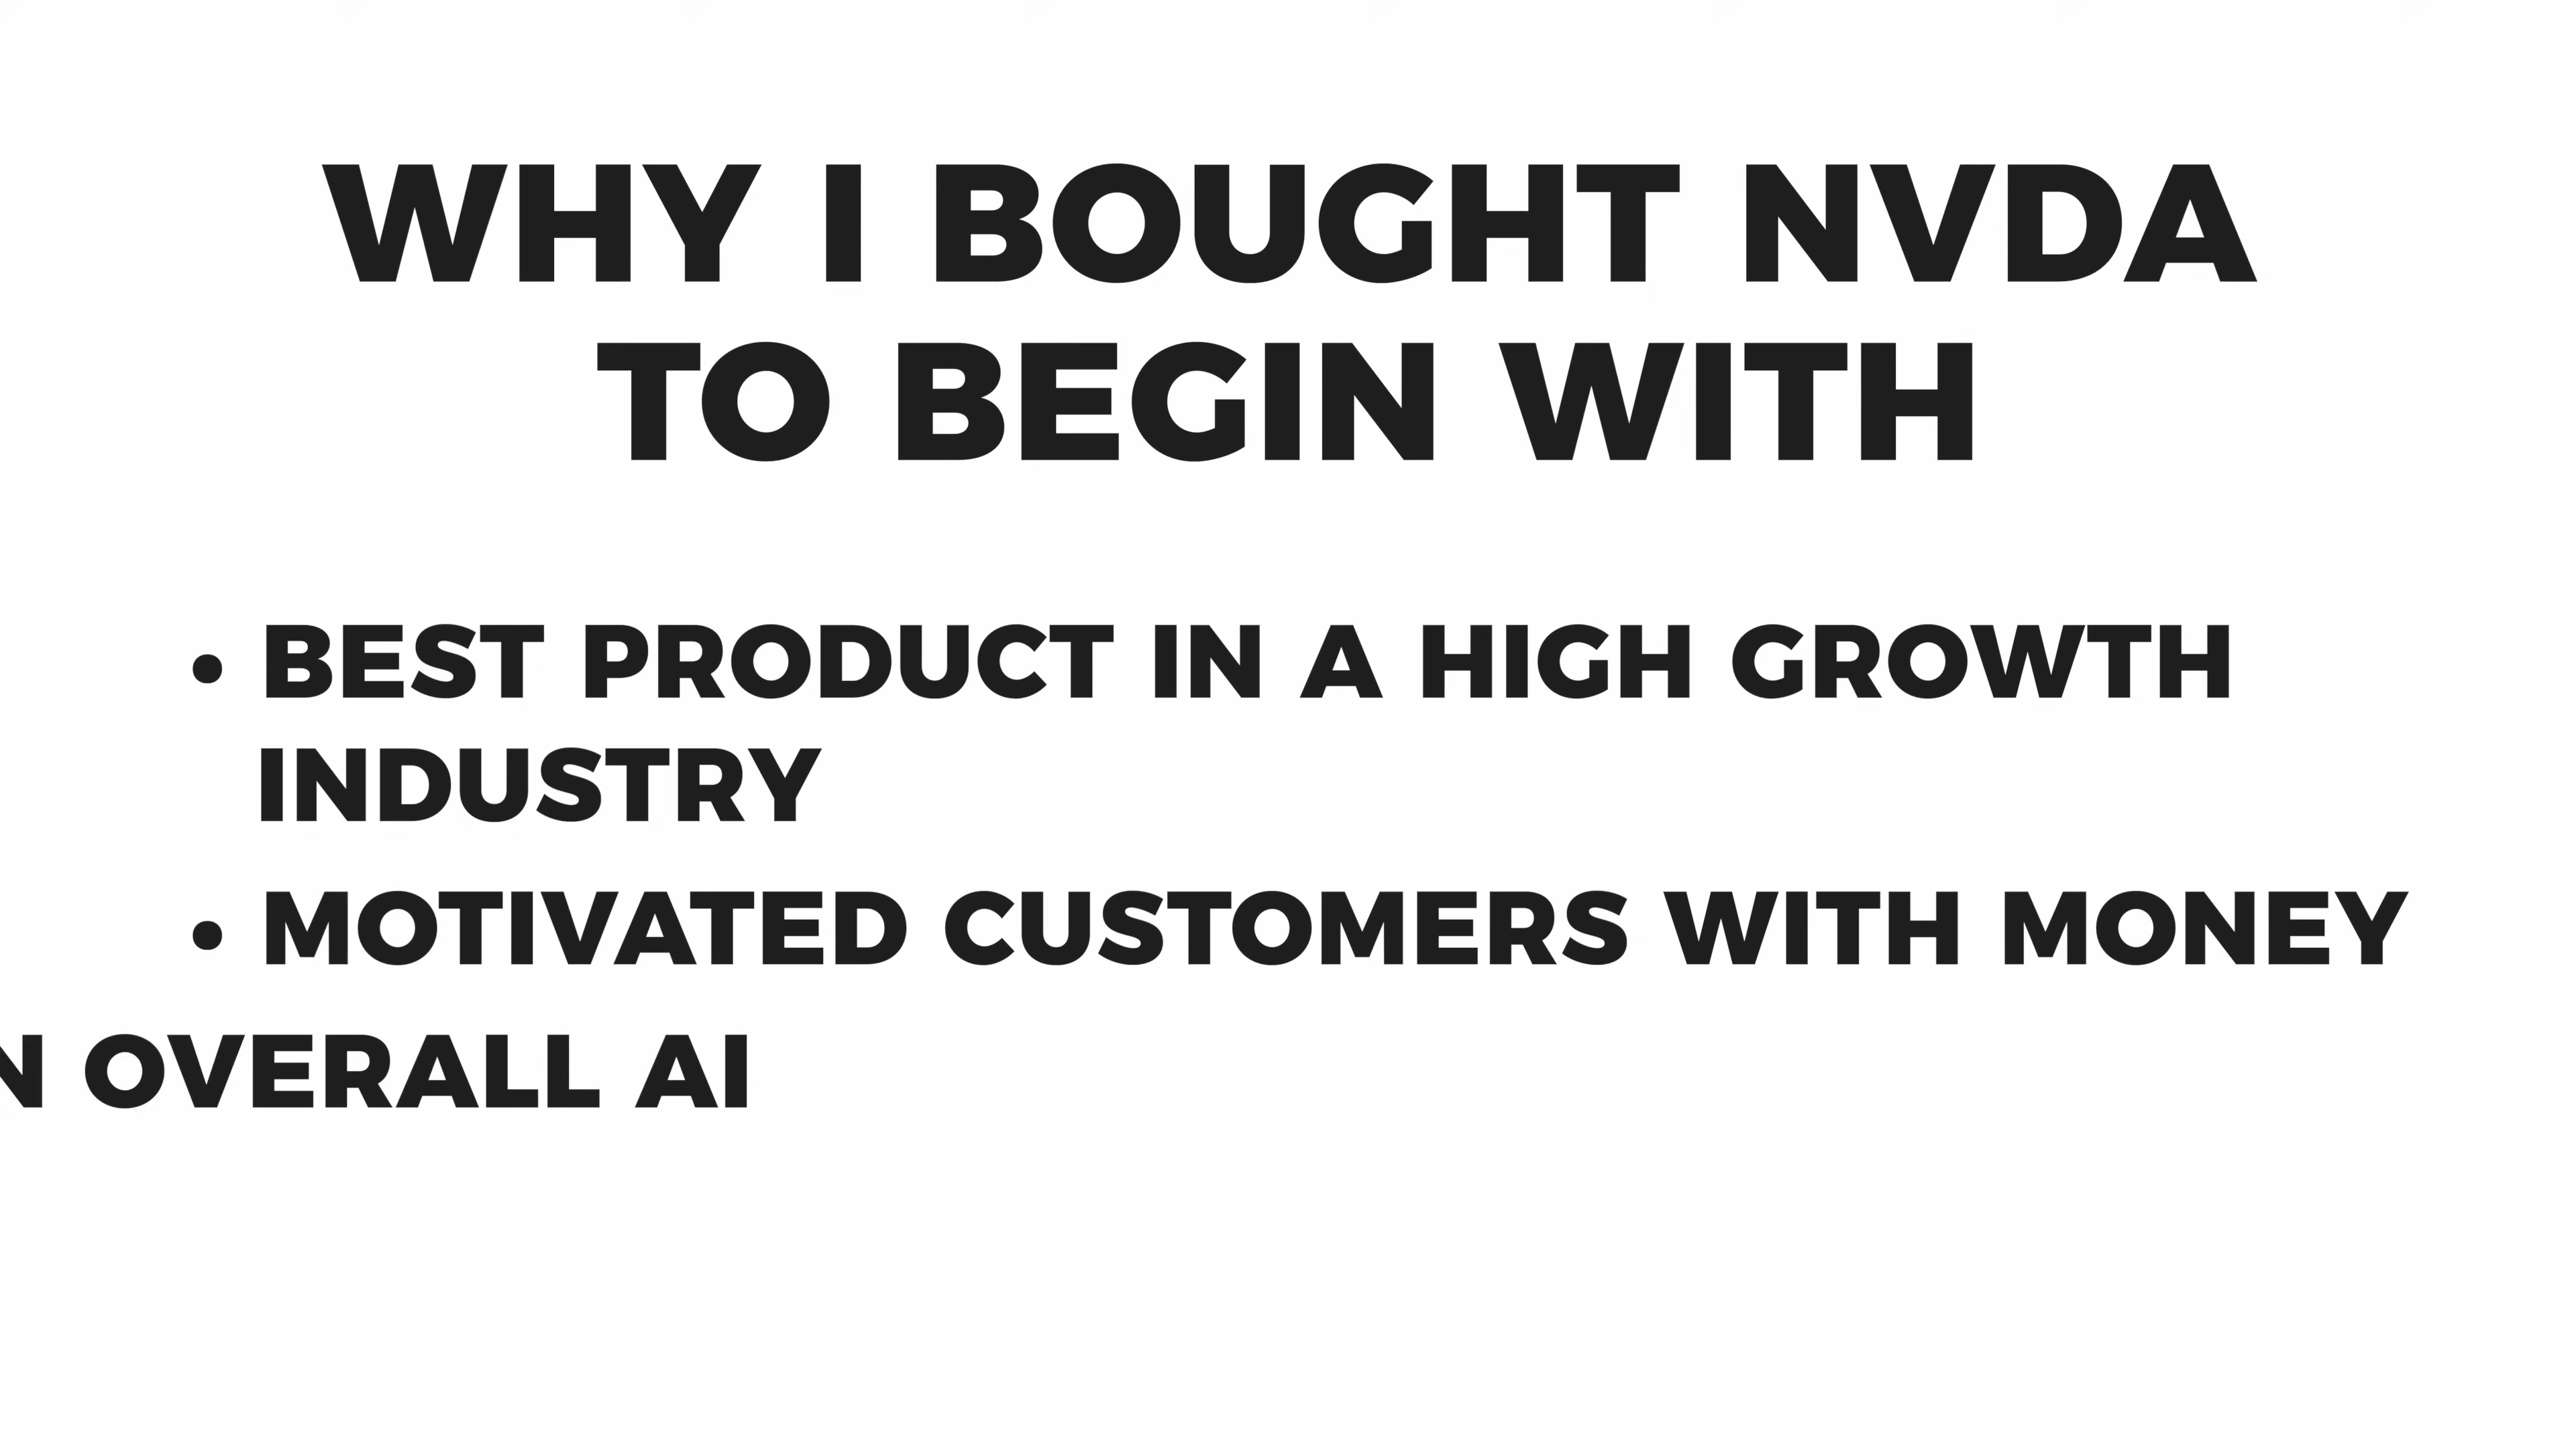 WHY I BOUGHT NVDA
TO BEGIN WITH
• BEST PRODUCT IN A HIGH GROWTH
INDUSTRY
• MOTIVATED CUSTOMERS WITH MONEY
N OVERALL AI